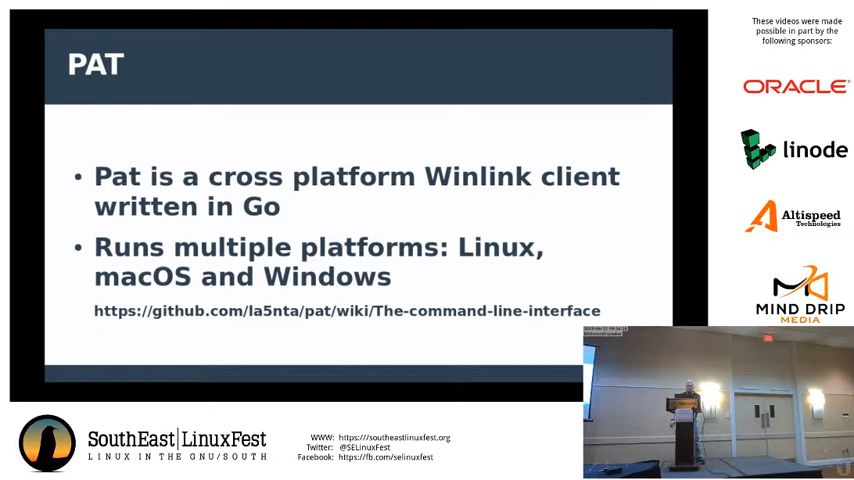 PAT
• Pat is a cross platform Winlink client
written in Go
• Runs multiple platforms: Linux,
macOS and Windows
https://github.com/la5nta/pat/wiki/The-command-line-interface
These videos were made
possible in part by the
following sponsors:
ORACLE
linode
Altispeed
Technologies
MIND DRIP
MEDIA
SouthEast|LinuxFest
LINUX IN THE GNU/SOUTH
WWW: https:///southeastlinuxfest.org
Twitter: @SELinuxFest
Facebook: https://fb.com/selinuxfest